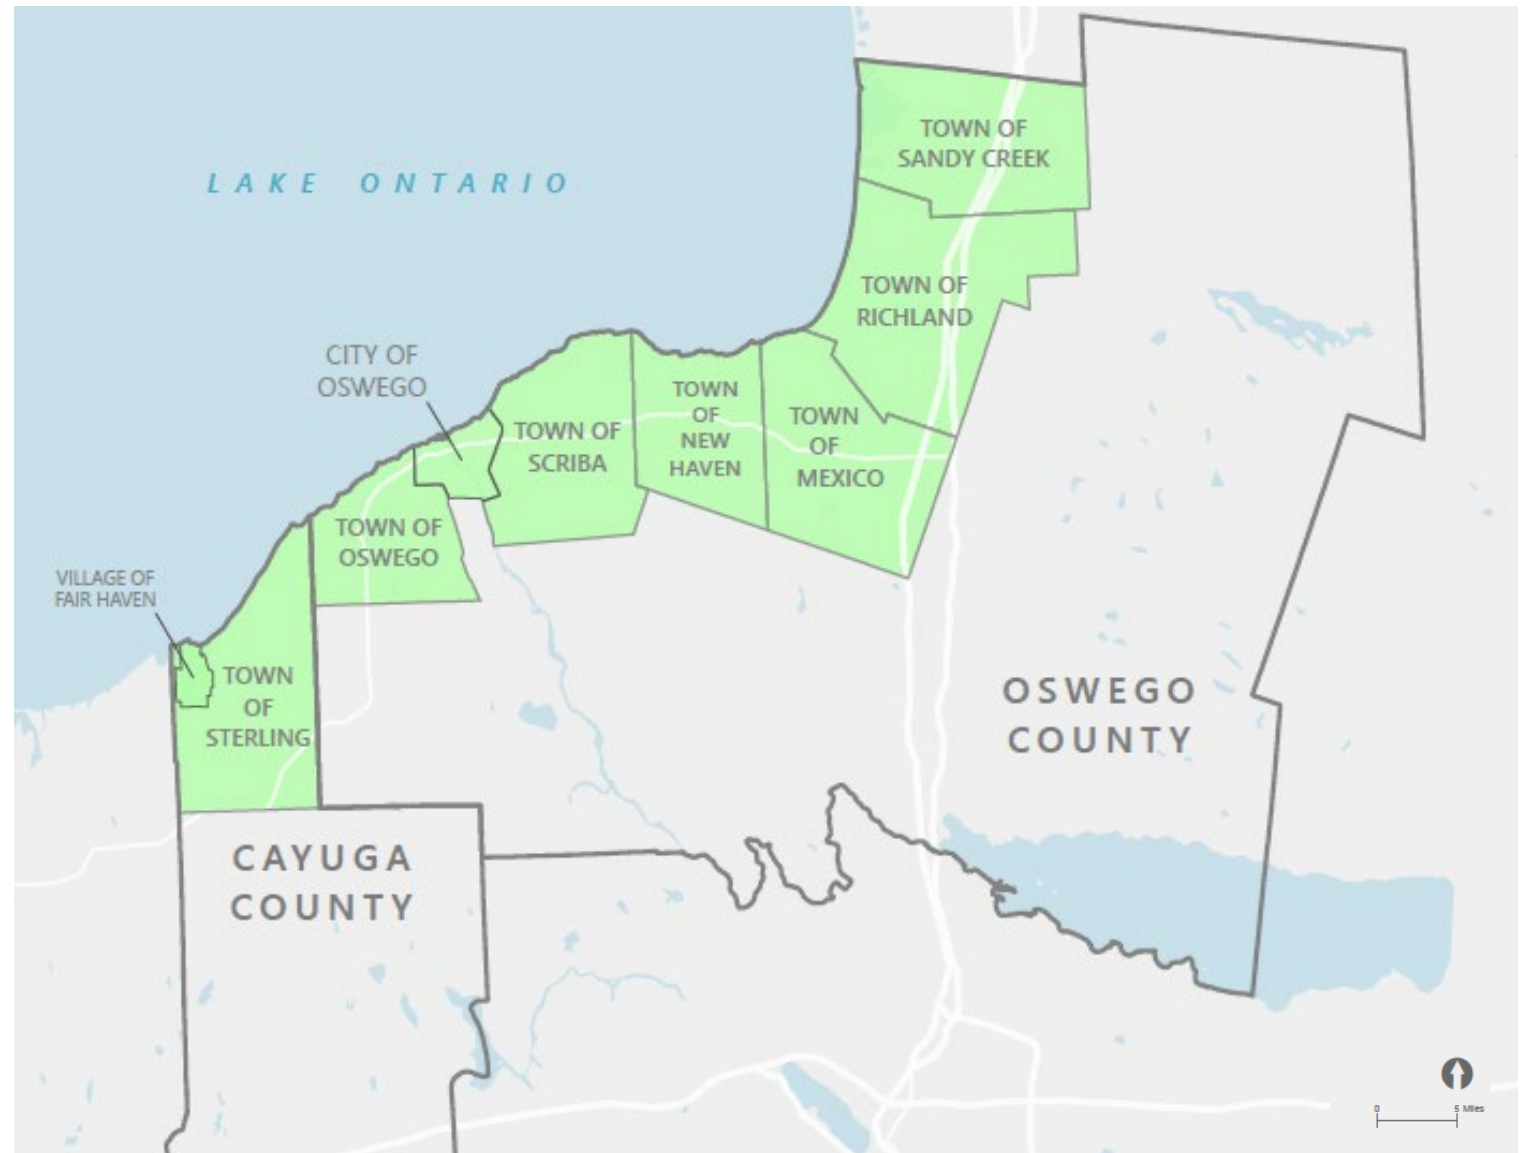 TOWN OF
SANDY CREEK
LAKE ONTARIO
TOWN OF
RICHLAND
CITY OF
OSWEGO
TOWN
OF
NEW
HAVEN
TOWN
OF
MEXICO
TOWN OF
SCRIBA
TOWN OF
OSWEGO
VILLAGE OF
FAIR HAVEN
TOWN
OF
STERLING
OSWEGO
COUNTY
CAYUGA
COUNTY
0 5 Miles